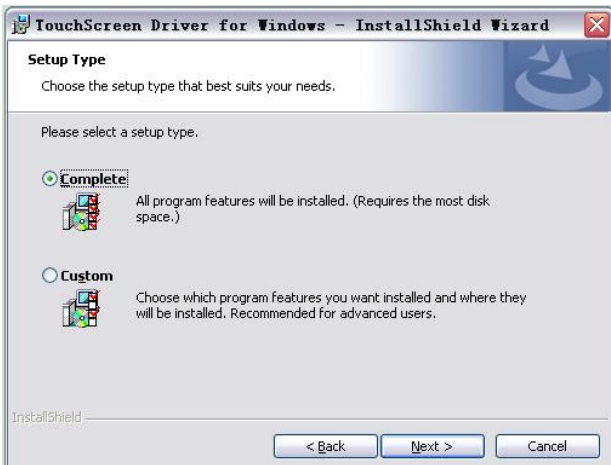 TouchScreen Driver for Windows - InstallShield Wizard
Setup Type
Choose the setup type that best suits your needs.
Please select a setup type.
Complete
All program features will be installed. (Requires the most disk
space.)
Custom
Choose which program features you want installed and where they
will be installed. Recommended for advanced users.
InstallShield
< Back Next > Cancel